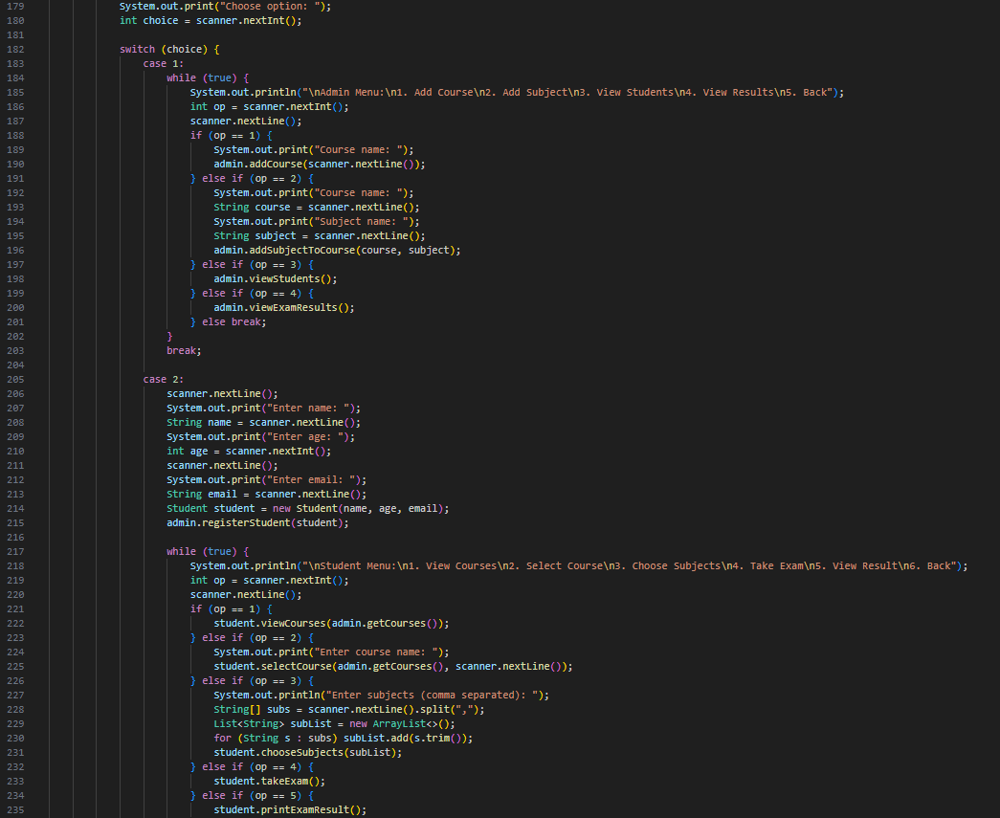 179 System.out.print("Choose option: ");
180 int choice = scanner.nextInt();
181
182 switch (choice) {
183 case 1:
184 while (true) {
185 System.out.println("\nAdmin Menu:\n1. Add Course\n2. Add Subject\n3. View Students\n4. View Results\n5. Back");
186 int op = scanner.nextInt();
187 scanner.nextLine();
188 if (op == 1) {
189 System.out.print("Course name: ");
190 admin.addCourse(scanner.nextLine());
191 } else if (op == 2) {
192 System.out.print("Course name: ");
193 String course = scanner.nextLine();
194 System.out.print("Subject name: ");
195 String subject = scanner.nextLine();
196 admin.addSubjectToCourse(course, subject);
197 } else if (op == 3) {
198 admin.viewStudents();
199 } else if (op == 4) {
200 admin.viewExamResults();
201 } else break;
202 }
203 break;
204
205 case 2:
206 scanner.nextLine();
207 System.out.print("Enter name: ");
208 String name = scanner.nextLine();
209 System.out.print("Enter age: ");
210 int age = scanner.nextInt();
211 scanner.nextLine();
212 System.out.print("Enter email: ");
213 String email = scanner.nextLine();
214 Student student = new Student(name, age, email);
215 admin.registerStudent(student);
216
217 while (true) {
218 System.out.println("\nStudent Menu:\n1. View Courses\n2. Select Course\n3. Choose Subjects\n4. Take Exam\n5. View Result\n6. Back");
219 int op = scanner.nextInt();
220 scanner.nextLine();
221 if (op == 1) {
222 student.viewCourses(admin.getCourses());
223 } else if (op == 2) {
224 System.out.print("Enter course name: ");
225 student.selectCourse(admin.getCourses(), scanner.nextLine());
226 } else if (op == 3) {
227 System.out.println("Enter subjects (comma separated): ");
228 String[] subs = scanner.nextLine().split(",");
229 List<String> subList = new ArrayList<>();
230 for (String s : subs) subList.add(s.trim());
231 student.chooseSubjects(subList);
232 } else if (op == 4) {
233 student.takeExam();
234 } else if (op == 5) {
235 student.printExamResult();